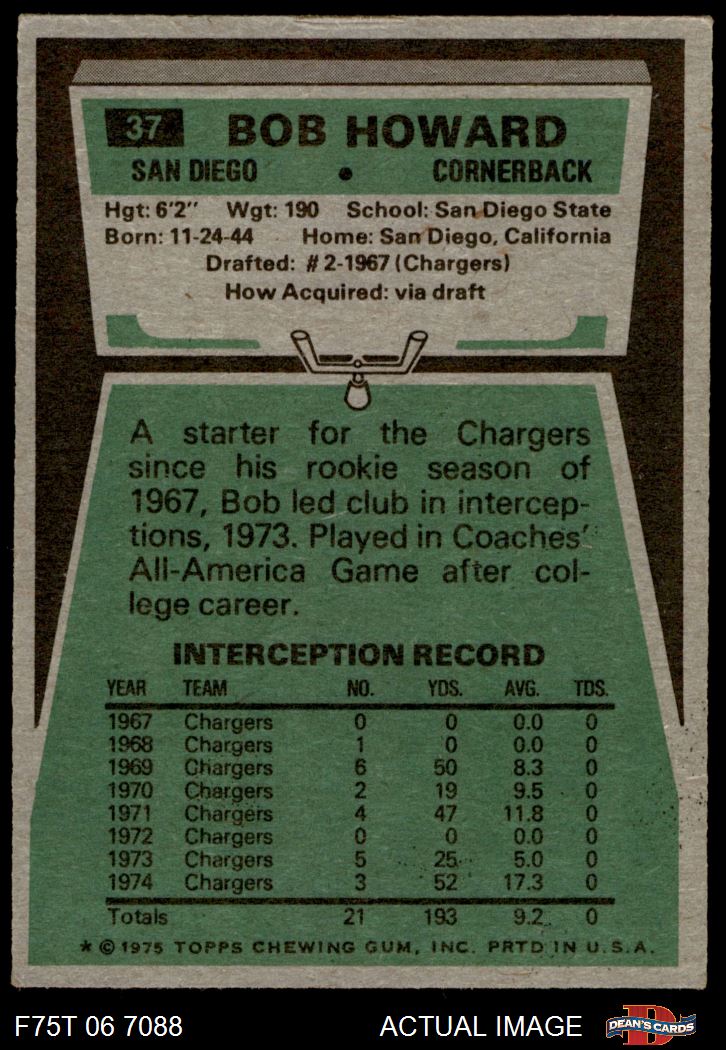 37 BOB HOWARD
SAN DIEGO • CORNERBACK
Hgt: 6'2" Wgt: 190 School: San Diego State
Born: 11-24-44 Home: San Diego, California
Drafted: #2-1967 (Chargers)
How Acquired: via draft
A starter for the Chargers
since his rookie season of
1967, Bob led club in intercep-
tions, 1973. Played in Coaches'
All-America Game after col-
lege career.
INTERCEPTION RECORD
YEAR TEAM NO. YDS. AVG. TDS.
1967 Chargers 0 0 0.0 0
1968 Chargers 1 0 0.0 0
1969 Chargers 6 50 8.3 0
1970 Chargers 2 19 9.5 0
1971 Chargers 4 47 11.8 0
1972 Chargers 0 0 0.0 0
1973 Chargers 5 25 5.0 0
1974 Chargers 3 52 17.3 0
Totals 21 193 9.2 0
* © 1975 TOPPS CHEWING GUM, INC. PRTD IN U.S.A.
F75T 06 7088 ACTUAL IMAGE D DEAN'S CARDS